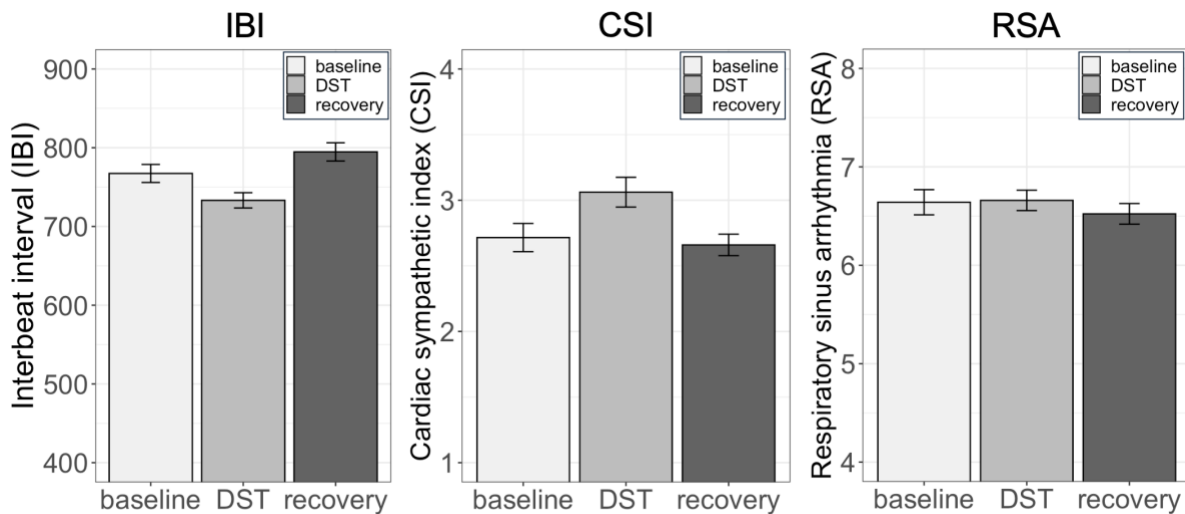 IBI
Interbeat interval (IBI)
900
800
700
600
500
400
baseline
DST
recovery
baseline DST recovery
CSI
Cardiac sympathetic index (CSI)
4
3
2
1
baseline
DST
recovery
baseline DST recovery
RSA
Respiratory sinus arrhythmia (RSA)
8
7
6
5
4
baseline
DST
recovery
baseline DST recovery